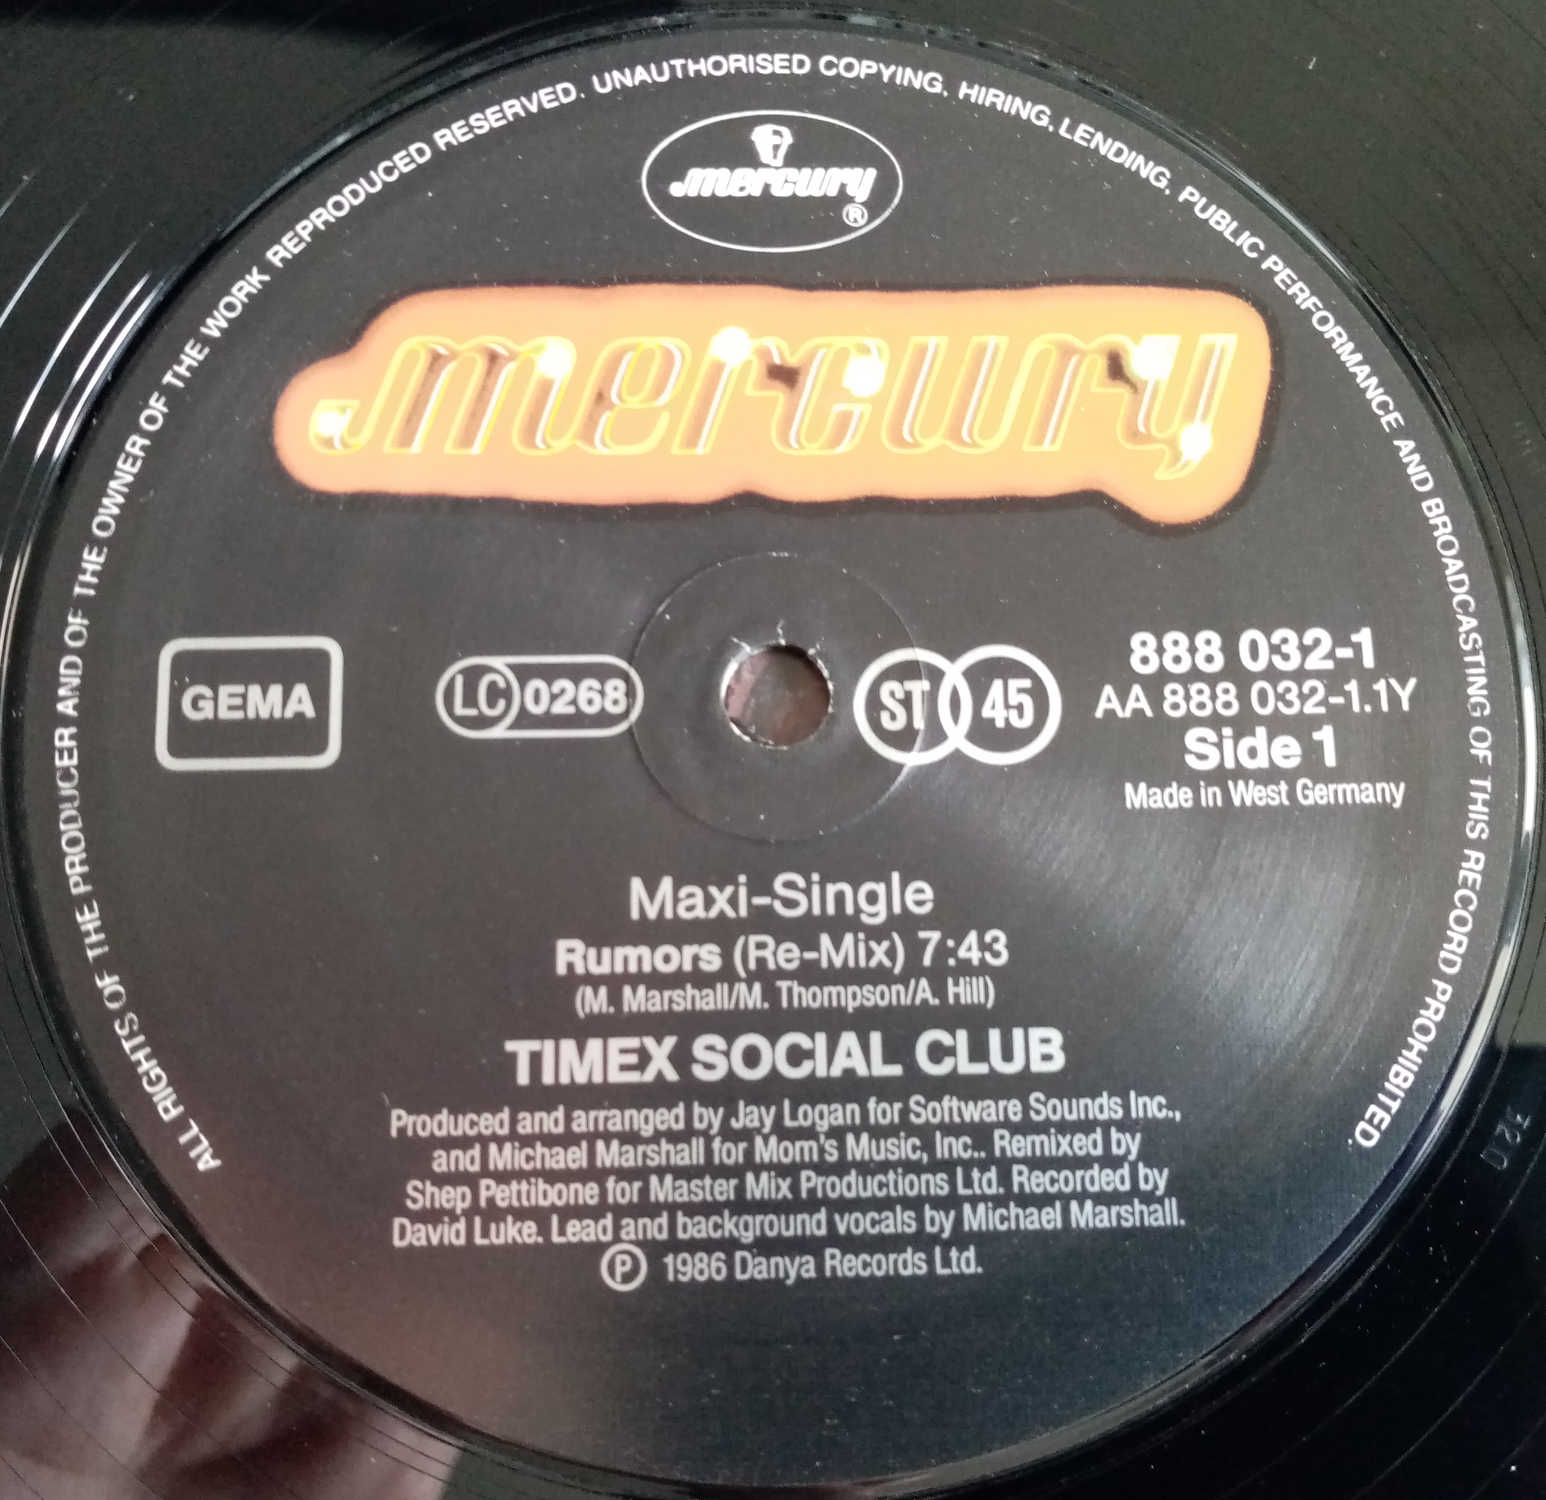 ALL RIGHTS OF THE PRODUCER AND OF THE OWNER OF THE WORK REPRODUCED RESERVED. UNAUTHORISED COPYING, HIRING, LENDING, PUBLIC PERFORMANCE AND BROADCASTING OF THIS RECORD PROHIBITED.
mercury
®
mercury
GEMA
LC 0268
ST 45
888 032-1
AA 888 032-1.1Y
Side 1
Made in West Germany
Maxi-Single
Rumors (Re-Mix) 7:43
(M. Marshall/M. Thompson/A. Hill)
TIMEX SOCIAL CLUB
Produced and arranged by Jay Logan for Software Sounds Inc.,
and Michael Marshall for Mom's Music, Inc.. Remixed by
Shep Pettibone for Master Mix Productions Ltd. Recorded by
David Luke. Lead and background vocals by Michael Marshall.
℗ 1986 Danya Records Ltd.